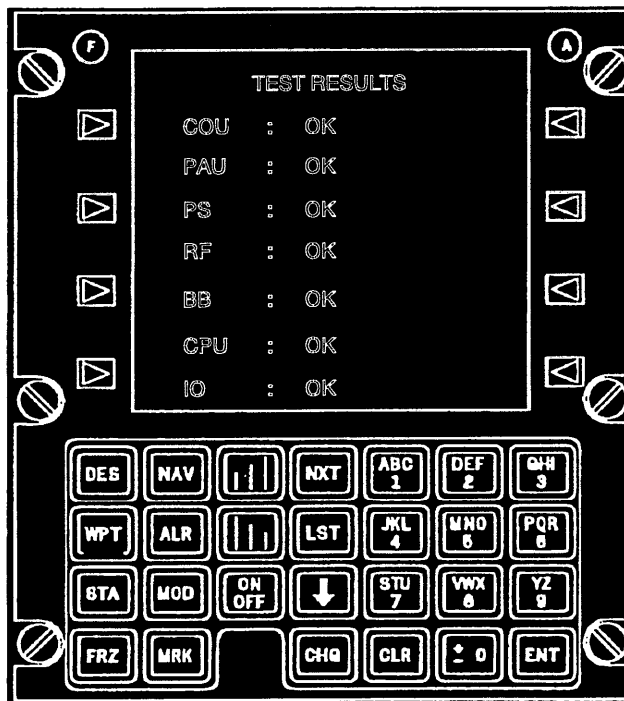 F A
TEST RESULTS
COU : OK
PAU : OK
PS : OK
RF : OK
BB : OK
CPU : OK
IO : OK
DES NAV NXT ABC 1 DEF 2 GHI 3
WPT ALR LST JKL 4 MNO 5 PQR 6
STA MOD ON OFF STU 7 VWX 8 YZ 9
FRZ MRK CHG CLR ± 0 ENT